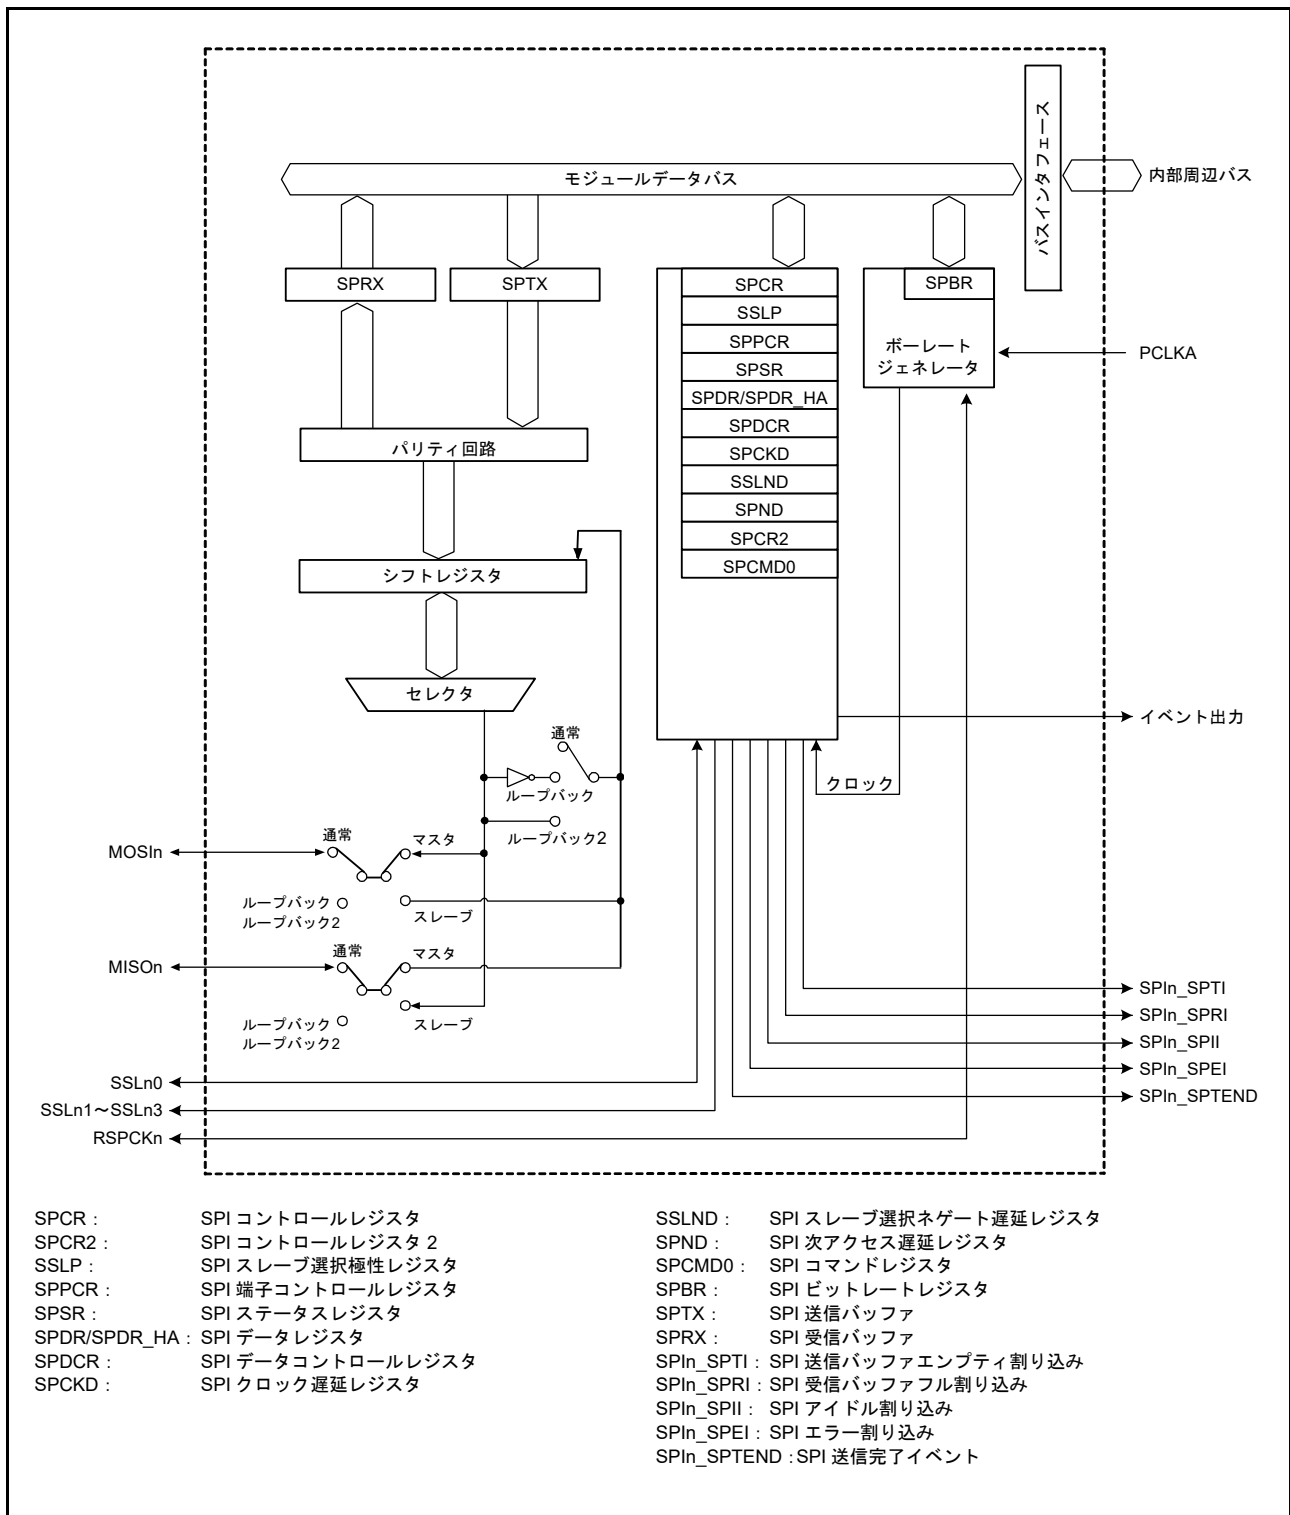 バスインタフェース
モジュールデータバス
内部周辺バス
SPRX
SPTX
SPCR
SSLP
SPPCR
SPSR
SPDR/SPDR_HA
SPDCR
SPCKD
SSLND
SPND
SPCR2
SPCMD0
SPBR
ボーレート
ジェネレータ
PCLKA
パリティ回路
シフトレジスタ
セレクタ
イベント出力
クロック
通常
ループバック
ループバック2
MOSIn
通常
マスタ
ループバック
ループバック2
スレーブ
MISOn
通常
マスタ
ループバック
ループバック2
スレーブ
SSLn0
SSLn1～SSLn3
RSPCKn
SPIn_SPTI
SPIn_SPRI
SPIn_SPII
SPIn_SPEI
SPIn_SPTEND
SPCR : SPI コントロールレジスタ
SPCR2 : SPI コントロールレジスタ 2
SSLP : SPI スレーブ選択極性レジスタ
SPPCR : SPI 端子コントロールレジスタ
SPSR : SPI ステータスレジスタ
SPDR/SPDR_HA : SPI データレジスタ
SPDCR : SPI データコントロールレジスタ
SPCKD : SPI クロック遅延レジスタ
SSLND : SPI スレーブ選択ネゲート遅延レジスタ
SPND : SPI 次アクセス遅延レジスタ
SPCMD0 : SPI コマンドレジスタ
SPBR : SPI ビットレートレジスタ
SPTX : SPI 送信バッファ
SPRX : SPI 受信バッファ
SPIn_SPTI : SPI 送信バッファエンプティ割り込み
SPIn_SPRI : SPI 受信バッファフル割り込み
SPIn_SPII : SPI アイドル割り込み
SPIn_SPEI : SPI エラー割り込み
SPIn_SPTEND : SPI 送信完了イベント